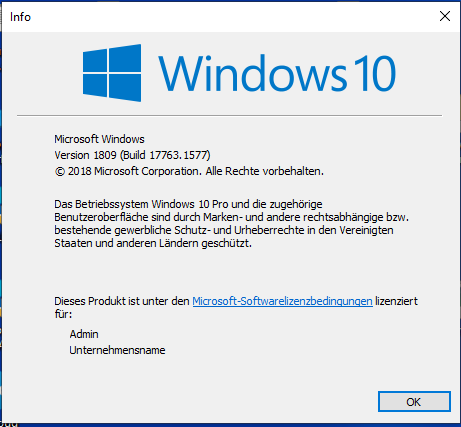 Info
Windows 10
Microsoft Windows
Version 1809 (Build 17763.1577)
© 2018 Microsoft Corporation. Alle Rechte vorbehalten.
Das Betriebssystem Windows 10 Pro und die zugehörige
Benutzeroberfläche sind durch Marken- und andere rechtsabhängige bzw.
bestehende gewerbliche Schutz- und Urheberrechte in den Vereinigten
Staaten und anderen Ländern geschützt.
Dieses Produkt ist unter den Microsoft-Softwarelizenzbedingungen lizenziert
für:
Admin
Unternehmensname
OK